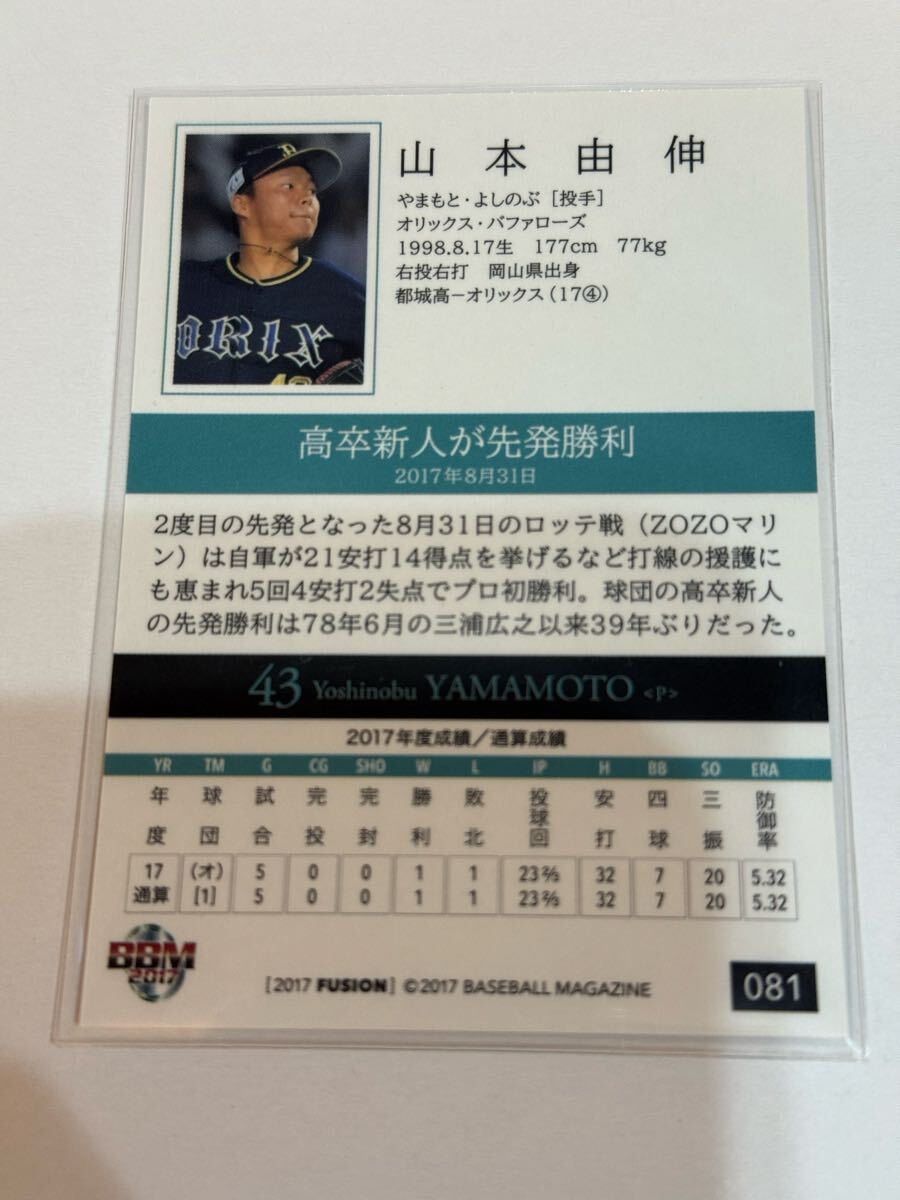 山本由伸
やまもと・よしのぶ［投手］
オリックス・バファローズ
1998.8.17生　177cm　77kg
右投右打　岡山県出身
都城高－オリックス（17④）
ORIX
43
高卒新人が先発勝利
2017年8月31日
2度目の先発となった8月31日のロッテ戦（ZOZOマリ
ン）は自軍が21安打14得点を挙げるなど打線の援護に
も恵まれ5回4安打2失点でプロ初勝利。球団の高卒新人
の先発勝利は78年6月の三浦広之以来39年ぶりだった。
43 Yoshinobu YAMAMOTO <P>
2017年度成績／通算成績
YR TM G CG SHO W L IP H BB SO ERA
年度 球団 試合 完投 完封 勝利 敗北 投球回 安打 四球 三振 防御率
17 (オ) 5 0 0 1 1 23 2/3 32 7 20 5.32
通算 [1] 5 0 0 1 1 23 2/3 32 7 20 5.32
BBM
2017
[2017 FUSION] ©2017 BASEBALL MAGAZINE
081